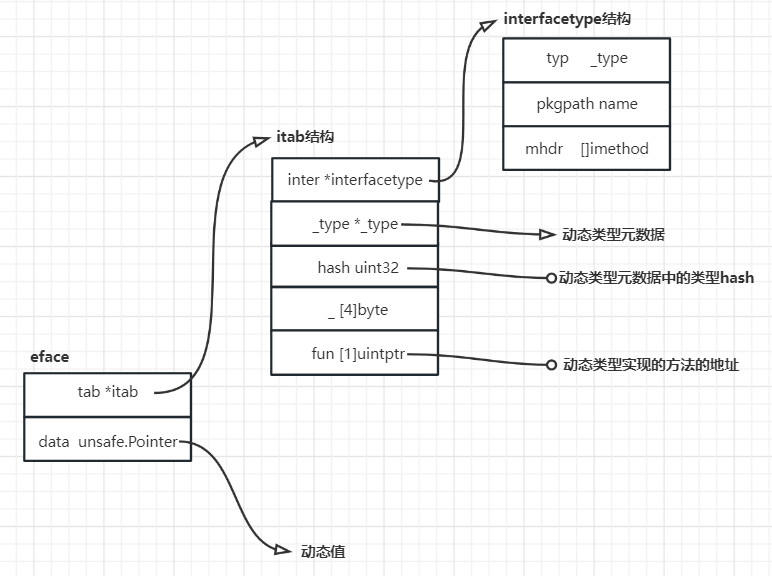 interfacetype结构
typ _type
pkgpath name
mhdr []imethod
itab结构
inter *interfacetype
_type *_type
hash uint32
_ [4]byte
fun [1]uintptr
动态类型元数据
动态类型元数据中的类型hash
动态类型实现的方法的地址
eface
tab *itab
data unsafe.Pointer
动态值